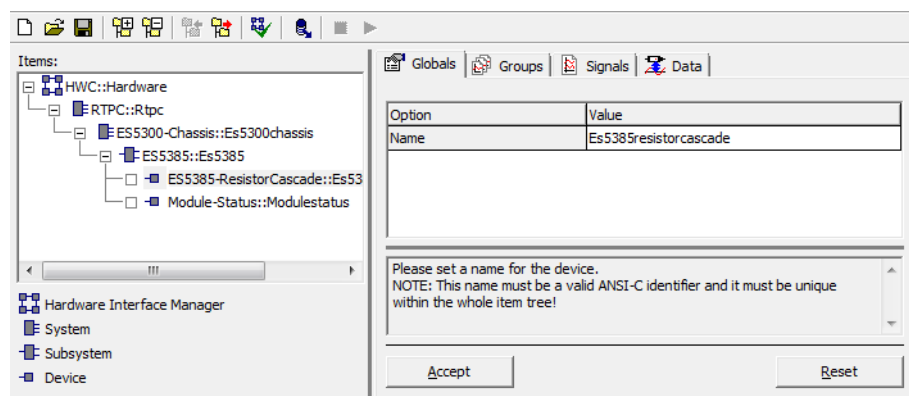 Items:
HWC::Hardware
RTPC::Rtpc
ES5300-Chassis::Es5300chassis
ES5385::Es5385
ES5385-ResistorCascade::Es53
Module-Status::Modulestatus
Hardware Interface Manager
System
Subsystem
Device
Globals Groups Signals Data
Option Value
Name Es5385resistorcascade
Please set a name for the device.
NOTE: This name must be a valid ANSI-C identifier and it must be unique
within the whole item tree!
Accept Reset